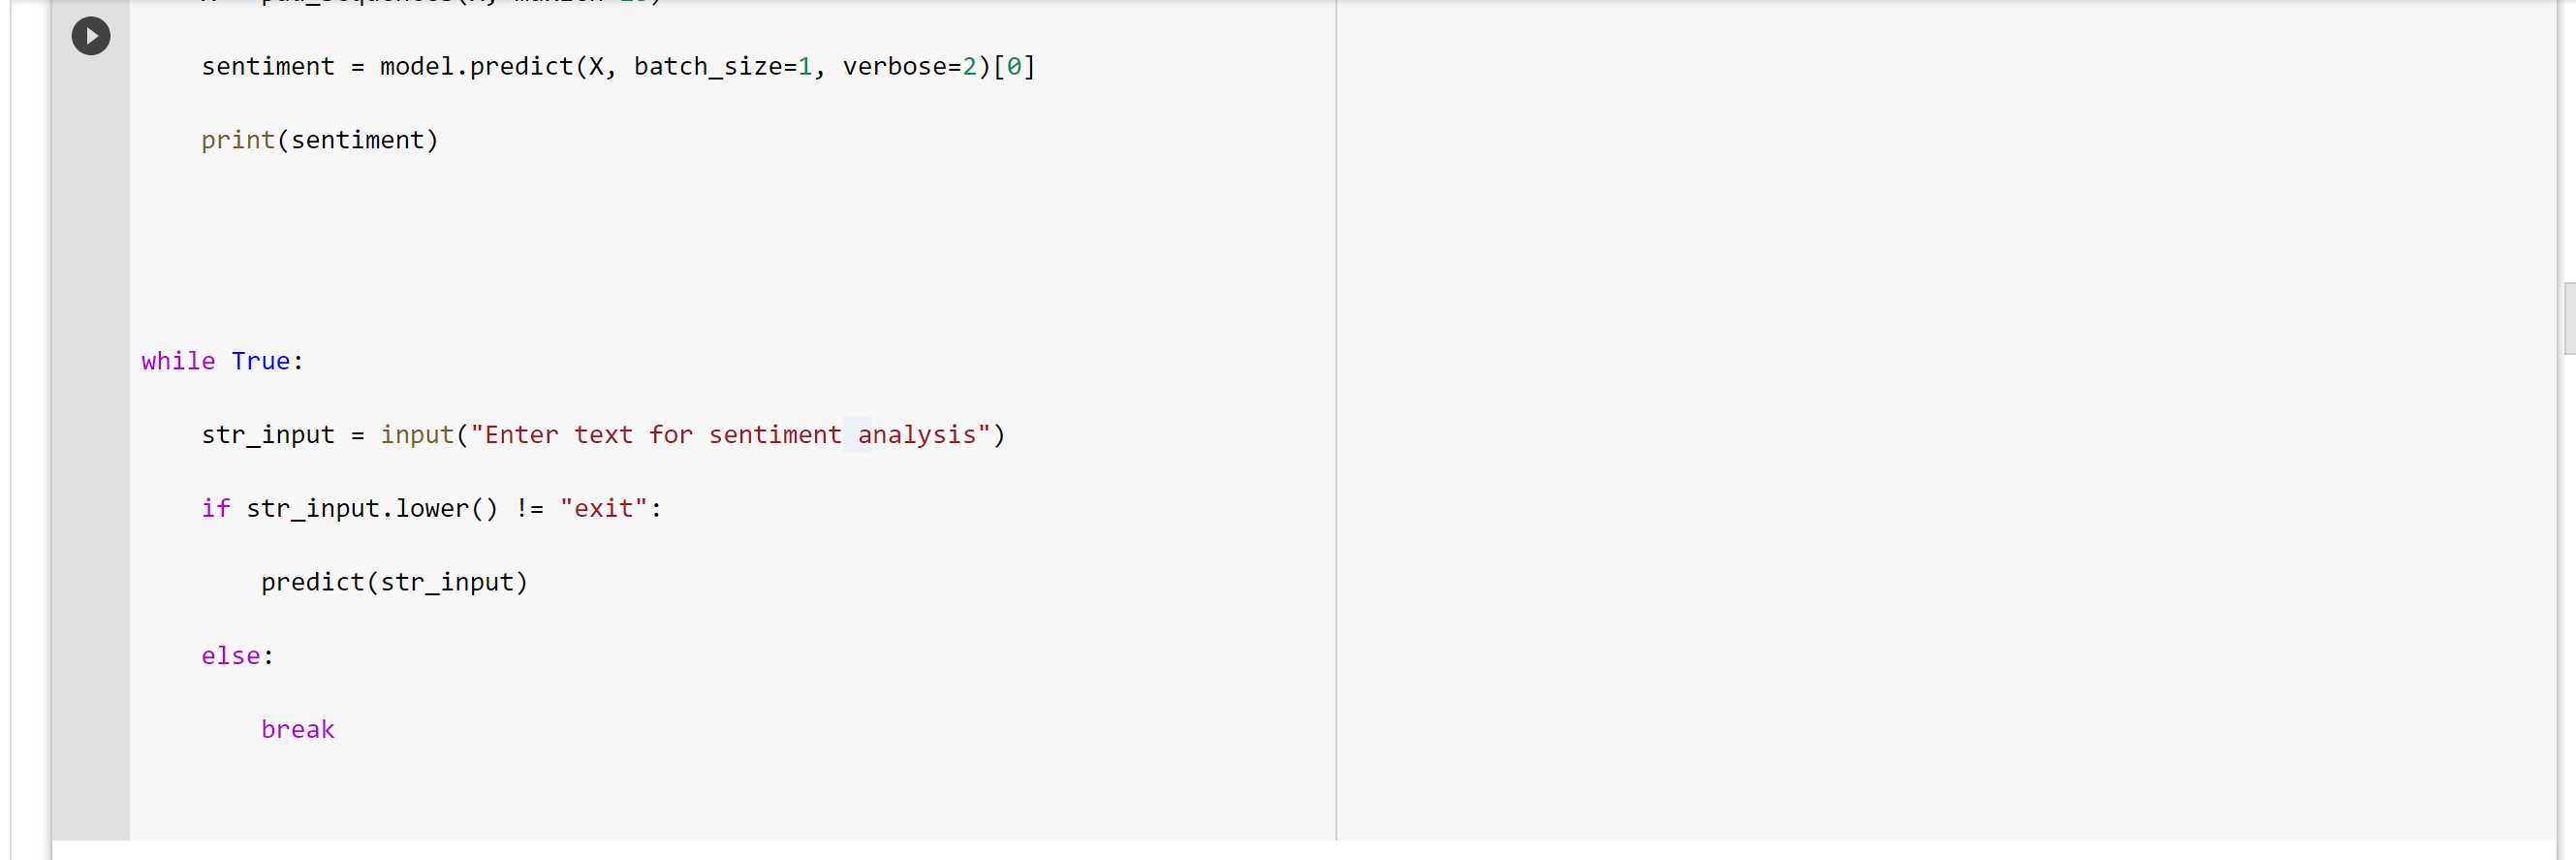 sentiment = model.predict(X, batch_size=1, verbose=2)[0]
print(sentiment)
while True:
str_input = input("Enter text for sentiment analysis")
if str_input.lower() != "exit":
predict(str_input)
else:
break